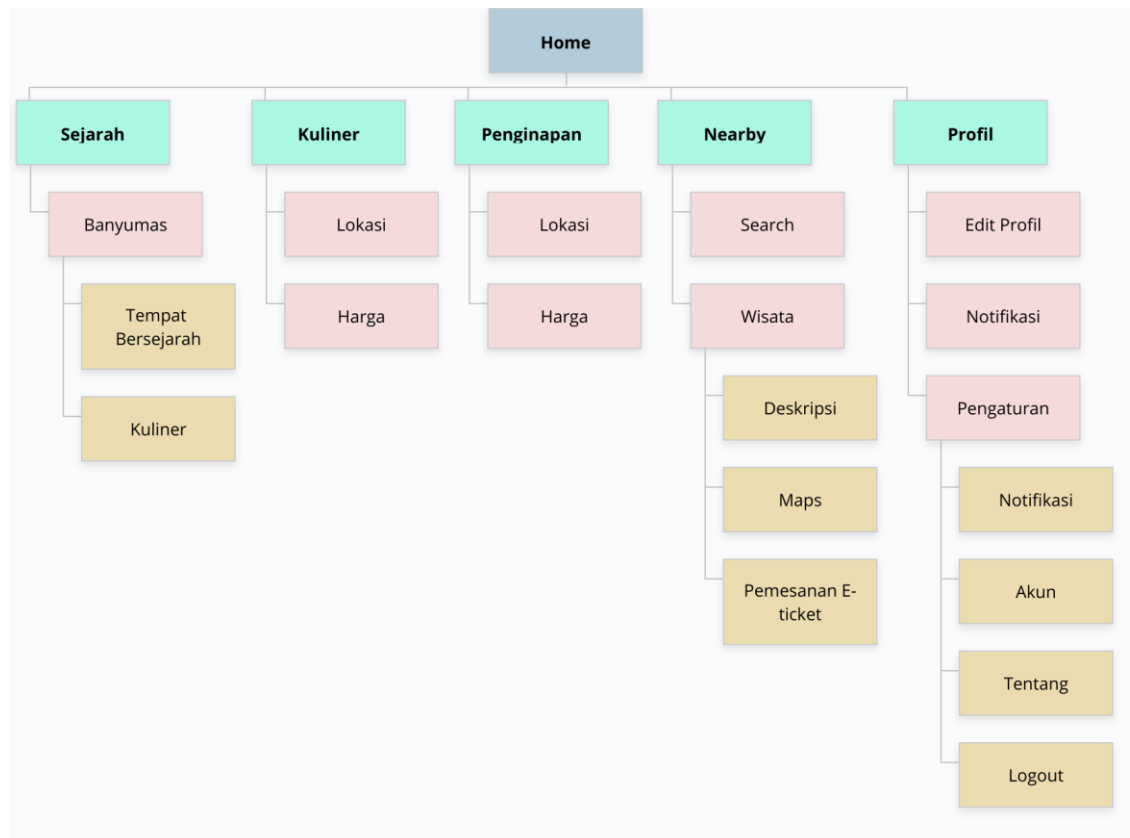 Home
Sejarah
Kuliner
Penginapan
Nearby
Profil
Banyumas
Lokasi
Lokasi
Search
Edit Profil
Tempat
Bersejarah
Harga
Harga
Wisata
Notifikasi
Kuliner
Deskripsi
Pengaturan
Maps
Notifikasi
Pemesanan E-
ticket
Akun
Tentang
Logout